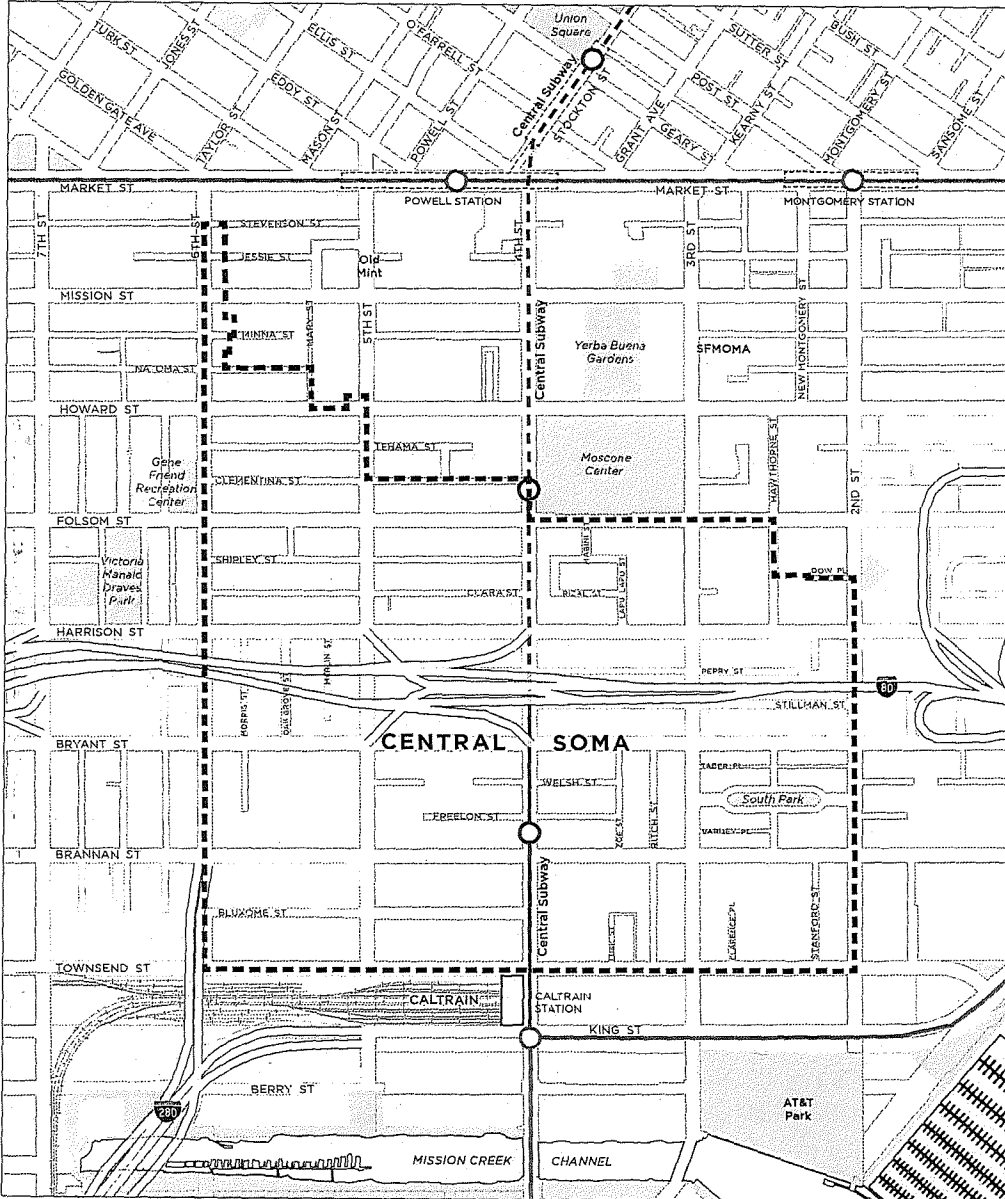 Union
Square
TURK ST
JONES ST
ELLIS ST
O'FARRELL ST
SUTTER ST
BUSH ST
GOLDEN GATE AVE
EDDY ST
Central Subway
POST ST
TAYLOR ST
MASON ST
POWELL ST
STOCKTON ST
GRANT AVE
GEARY ST
KEARNY ST
MONTGOMERY ST
SANSOME ST
MARKET ST
POWELL STATION
MARKET ST
MONTGOMERY STATION
7TH ST
6TH ST
STEVENSON ST
4TH ST
3RD ST
JESSIE ST
Old
Mint
MISSION ST
MARY ST
5TH ST
Central Subway
NEW MONTGOMERY ST
MINNA ST
Yerba Buena
Gardens
SFMOMA
NATOMA ST
HOWARD ST
TEHAMA ST
Moscone
Center
HAWTHORNE ST
2ND ST
Gene
Friend
Recreation
Center
CLEMENTINA ST
FOLSOM ST
MABINI ST
Victoria
Manalo
Draves
Park
SHIPLEY ST
CLARA ST
RIZAL ST
LAPU LAPU ST
DOW PL
HARRISON ST
MERLIN ST
PERRY ST
MORRIS ST
OAK GROVE ST
80
STILLMAN ST
BRYANT ST
CENTRAL SOMA
WELSH ST
TABER PL
South Park
FREELON ST
ZOE ST
RITCH ST
VARNEY PL
BRANNAN ST
Central Subway
BLUXOME ST
CLARENCE PL
STANFORD ST
TOWNSEND ST
CALTRAIN
CALTRAIN
STATION
KING ST
BERRY ST
280
AT&T
Park
MISSION CREEK CHANNEL